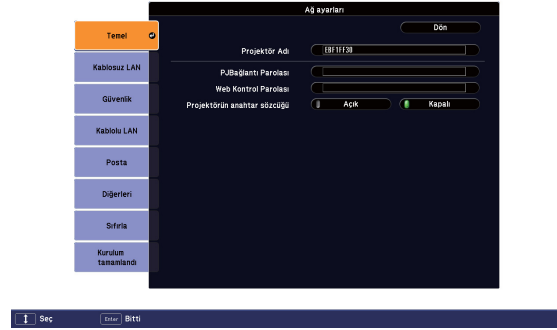 Ağ ayarları
Temel
Dön
Projektör Adı
EBF1FF30
Kablosuz LAN
PJBağlantı Parolası
Web Kontrol Parolası
Güvenlik
Projektörün anahtar sözcüğü
Açık
Kapalı
Kablolu LAN
Posta
Diğerleri
Sıfırla
Kurulum
tamamlandı
Seç
Enter
Bitti